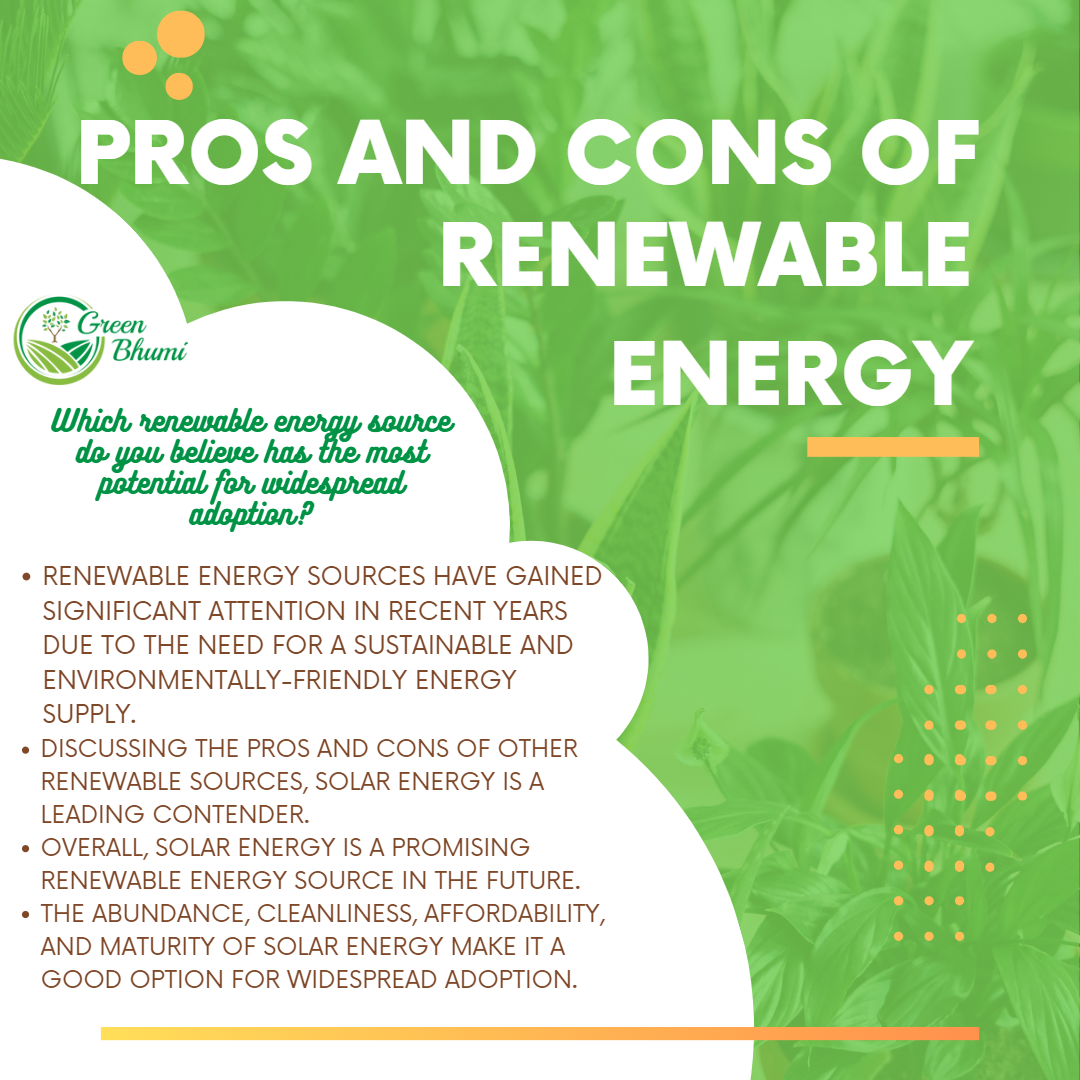 PROS AND CONS OF
RENEWABLE
ENERGY
Green
Bhumi
Which renewable energy source
do you believe has the most
potential for widespread
adoption?
• RENEWABLE ENERGY SOURCES HAVE GAINED
SIGNIFICANT ATTENTION IN RECENT YEARS
DUE TO THE NEED FOR A SUSTAINABLE AND
ENVIRONMENTALLY-FRIENDLY ENERGY
SUPPLY.
• DISCUSSING THE PROS AND CONS OF OTHER
RENEWABLE SOURCES, SOLAR ENERGY IS A
LEADING CONTENDER.
• OVERALL, SOLAR ENERGY IS A PROMISING
RENEWABLE ENERGY SOURCE IN THE FUTURE.
• THE ABUNDANCE, CLEANLINESS, AFFORDABILITY,
AND MATURITY OF SOLAR ENERGY MAKE IT A
GOOD OPTION FOR WIDESPREAD ADOPTION.